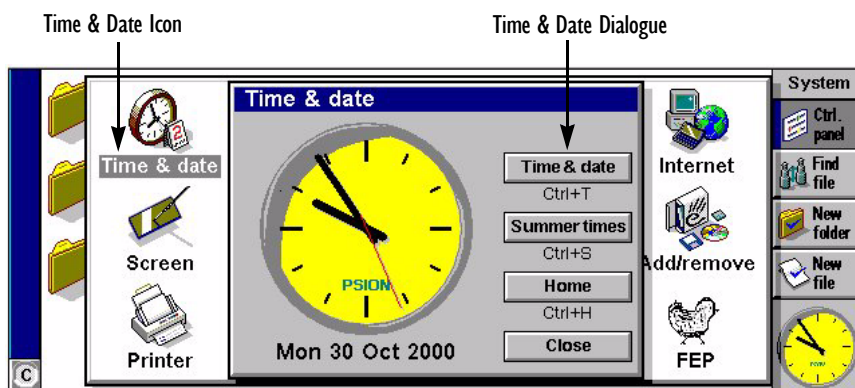 Time & Date Icon
Time & Date Dialogue
Time & date
Time & date
Screen
Printer
PSION
Mon 30 Oct 2000
Time & date
Ctrl+T
Summer times
Ctrl+S
Home
Ctrl+H
Close
Internet
Add/remove
FEP
System
Ctrl.
panel
Find
file
New
folder
New
file
PSION
C
2